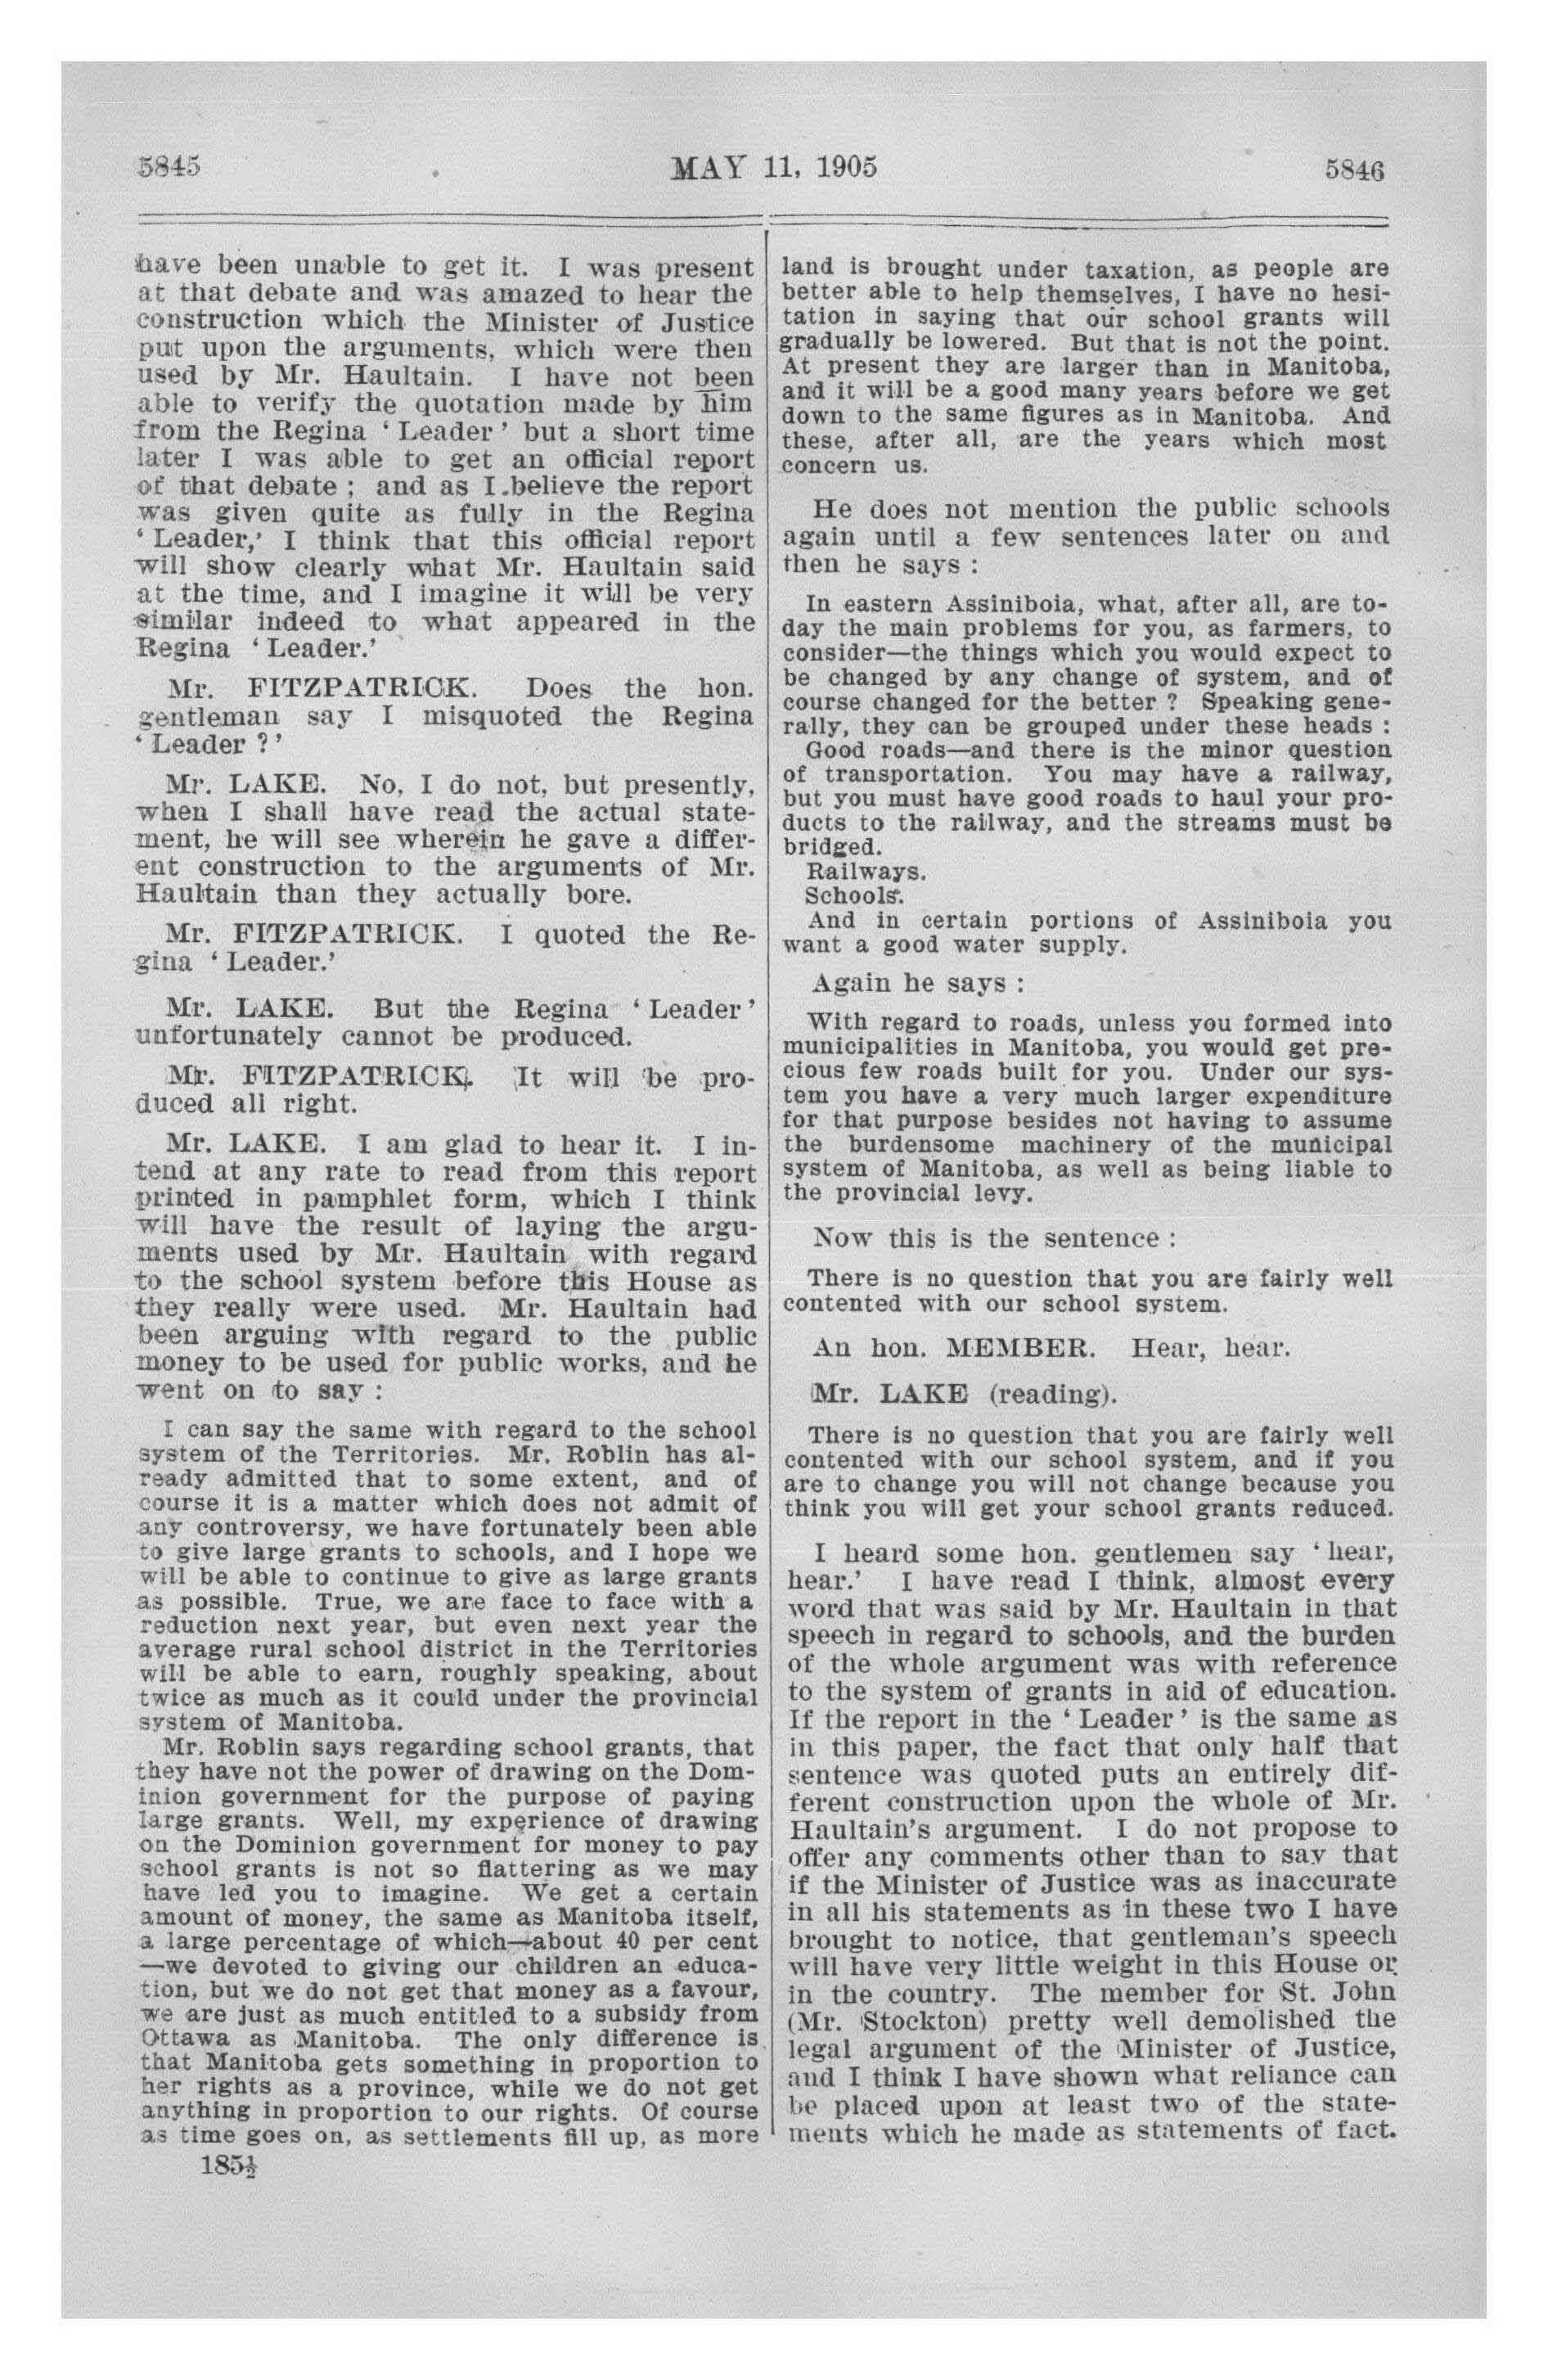 5845
MAY 11, 1905
5846
have been unable to get it. I was present
at that debate and was amazed to hear the
construction which the Minister of Justice
put upon the arguments, which were then
used by Mr. Haultain. I have not been
able to verify the quotation made by him
from the Regina ‘ Leader ’ but a short time
later I was able to get an official report
of that debate ; and as I believe the report
was given quite as fully in the Regina
‘ Leader,’ I think that this official report
will show clearly what Mr. Haultain said
at the time, and I imagine it will be very
similar indeed to what appeared in the
Regina ‘ Leader.’
Mr. FITZPATRICK. Does the hon.
gentleman say I misquoted the Regina
‘ Leader ? ’
Mr. LAKE. No, I do not, but presently,
when I shall have read the actual state-
ment, he will see wherein he gave a differ-
ent construction to the arguments of Mr.
Haultain than they actually bore.
Mr. FITZPATRICK. I quoted the Re-
gina ‘ Leader.’
Mr. LAKE. But the Regina ‘ Leader ’
unfortunately cannot be produced.
Mr. FITZPATRICK. It will be pro-
duced all right.
Mr. LAKE. I am glad to hear it. I in-
tend at any rate to read from this report
printed in pamphlet form, which I think
will have the result of laying the argu-
ments used by Mr. Haultain with regard
to the school system before this House as
they really were used. Mr. Haultain had
been arguing with regard to the public
money to be used for public works, and he
went on to say :
I can say the same with regard to the school
system of the Territories. Mr. Roblin has al-
ready admitted that to some extent, and of
course it is a matter which does not admit of
any controversy, we have fortunately been able
to give large grants to schools, and I hope we
will be able to continue to give as large grants
as possible. True, we are face to face with a
reduction next year, but even next year the
average rural school district in the Territories
will be able to earn, roughly speaking, about
twice as much as it could under the provincial
system of Manitoba.
Mr. Roblin says regarding school grants, that
they have not the power of drawing on the Dom-
inion government for the purpose of paying
large grants. Well, my experience of drawing
on the Dominion government for money to pay
school grants is not so flattering as we may
have led you to imagine. We get a certain
amount of money, the same as Manitoba itself,
a large percentage of which—about 40 per cent
—we devoted to giving our children an educa-
tion, but we do not get that money as a favour,
we are just as much entitled to a subsidy from
Ottawa as Manitoba. The only difference is
that Manitoba gets something in proportion to
her rights as a province, while we do not get
anything in proportion to our rights. Of course
as time goes on, as settlements fill up, as more
185½
land is brought under taxation, as people are
better able to help themselves, I have no hesi-
tation in saying that our school grants will
gradually be lowered. But that is not the point.
At present they are larger than in Manitoba,
and it will be a good many years before we get
down to the same figures as in Manitoba. And
these, after all, are the years which most
concern us.
He does not mention the public schools
again until a few sentences later on and
then he says :
In eastern Assiniboia, what, after all, are to-
day the main problems for you, as farmers, to
consider—the things which you would expect to
be changed by any change of system, and of
course changed for the better ? Speaking gene-
rally, they can be grouped under these heads :
Good roads—and there is the minor question
of transportation. You may have a railway,
but you must have good roads to haul your pro-
ducts to the railway, and the streams must be
bridged.
Railways.
Schools.
And in certain portions of Assiniboia you
want a good water supply.
Again he says :
With regard to roads, unless you formed into
municipalities in Manitoba, you would get pre-
cious few roads built for you. Under our sys-
tem you have a very much larger expenditure
for that purpose besides not having to assume
the burdensome machinery of the municipal
system of Manitoba, as well as being liable to
the provincial levy.
Now this is the sentence :
There is no question that you are fairly well
contented with our school system.
An hon. MEMBER. Hear, hear.
Mr. LAKE (reading).
There is no question that you are fairly well
contented with our school system, and if you
are to change you will not change because you
think you will get your school grants reduced.
I heard some hon. gentlemen say ‘ hear,
hear.’ I have read I think, almost every
word that was said by Mr. Haultain in that
speech in regard to schools, and the burden
of the whole argument was with reference
to the system of grants in aid of education.
If the report in the ‘ Leader ’ is the same as
in this paper, the fact that only half that
sentence was quoted puts an entirely dif-
ferent construction upon the whole of Mr.
Haultain's argument. I do not propose to
offer any comments other than to say that
if the Minister of Justice was as inaccurate
in all his statements as in these two I have
brought to notice, that gentleman's speech
will have very little weight in this House or
in the country. The member for St. John
(Mr. Stockton) pretty well demolished the
legal argument of the Minister of Justice,
and I think I have shown what reliance can
be placed upon at least two of the state-
ments which he made as statements of fact.